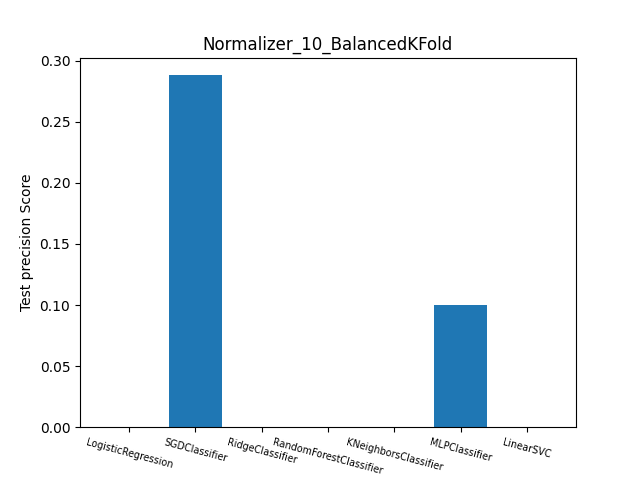 Normalizer_10_BalancedKFold
Test precision Score
0.30
0.25
0.20
0.15
0.10
0.05
0.00
LogisticRegression
SGDClassifier
RidgeClassifier
RandomForestClassifier
KNeighborsClassifier
MLPClassifier
LinearSVC